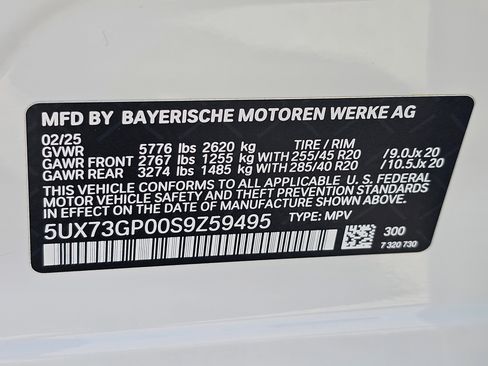 MFD BY BAYERISCHE MOTOREN WERKE AG
02/25
GVWR 5776 lbs 2620 kg TIRE / RIM
GAWR FRONT 2767 lbs 1255 kg WITH 255/45 R20 /9.0Jx 20
GAWR REAR 3274 lbs 1485 kg WITH 285/40 R20 /10.5Jx 20
THIS VEHICLE CONFORMS TO ALL APPLICABLE U. S. FEDERAL
MOTOR VEHICLE SAFETY AND THEFT PREVENTION STANDARDS
IN EFFECT ON THE DATE OF MANUFACTURE SHOWN ABOVE.
5UX73GP00S9Z59495 TYPE: MPV
300
7 320 730